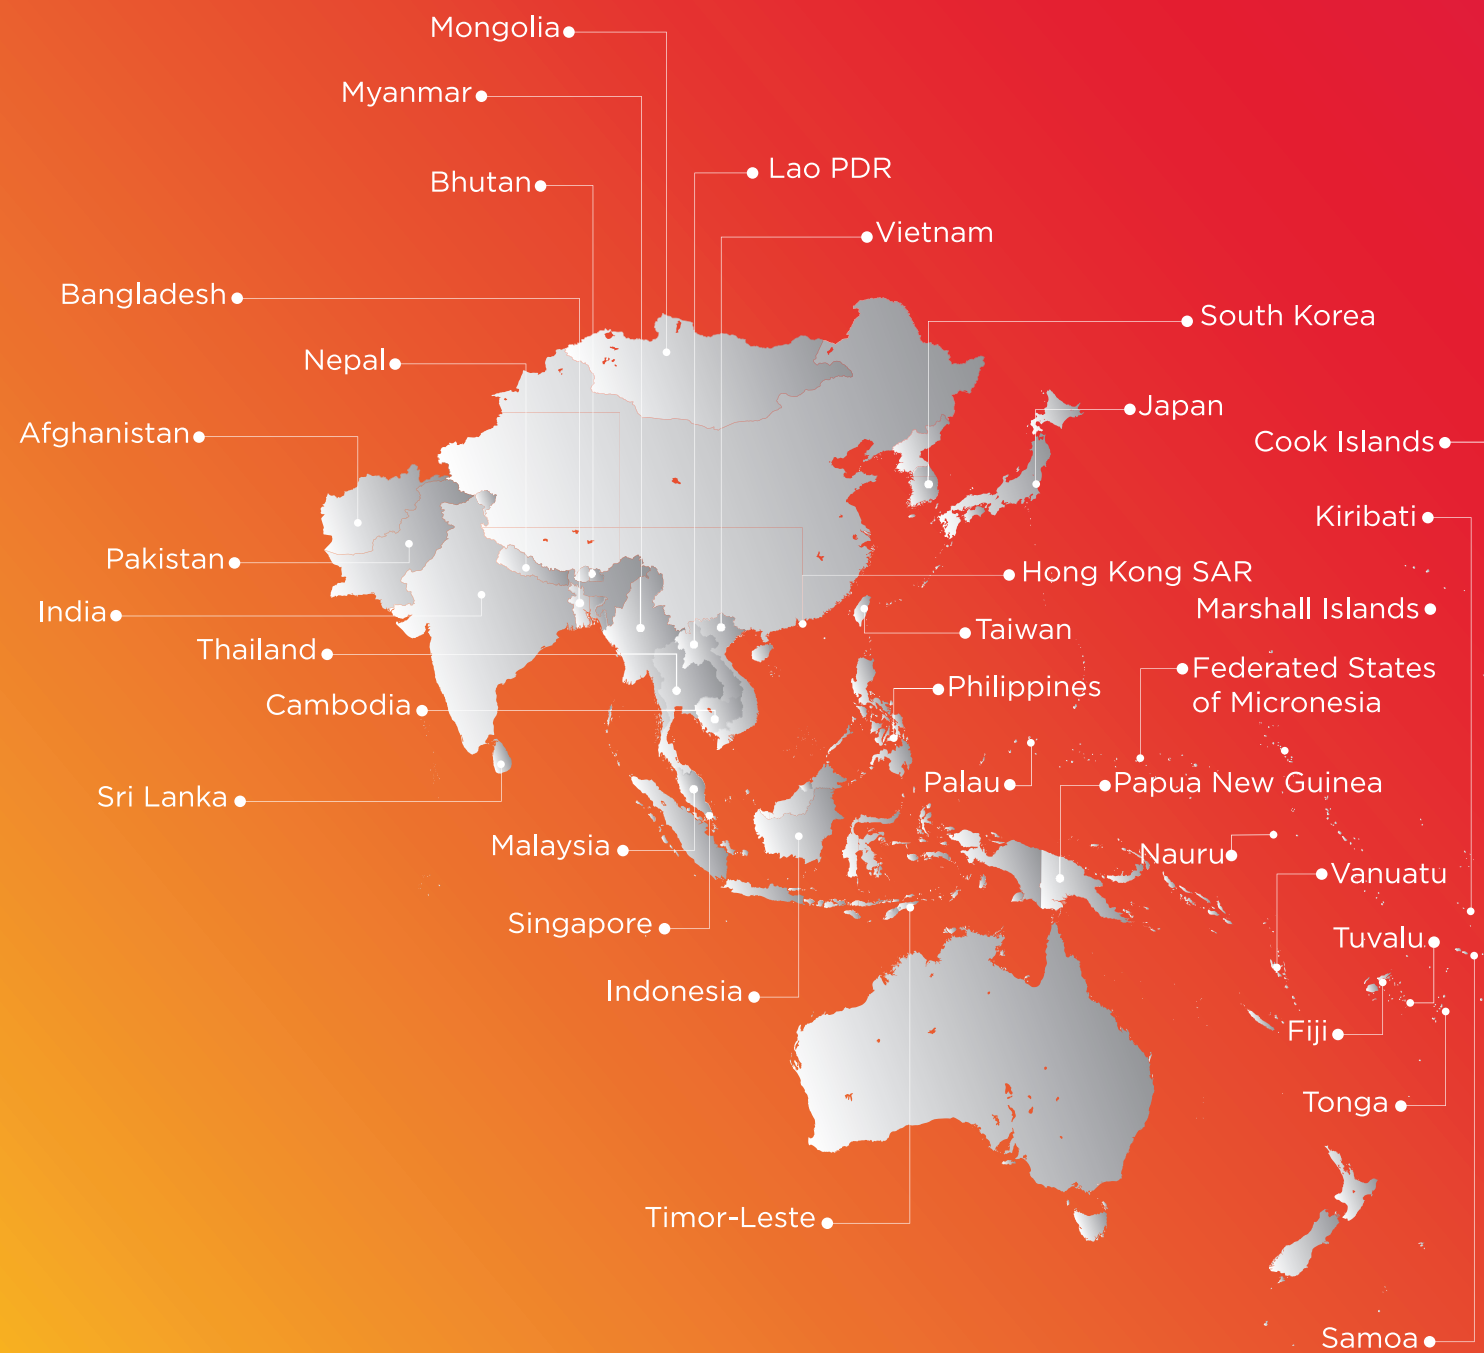 Mongolia
Myanmar
Lao PDR
Bhutan
Vietnam
Bangladesh
South Korea
Nepal
Japan
Afghanistan
Cook Islands
Kiribati
Pakistan
Hong Kong SAR
India
Marshall Islands
Taiwan
Thailand
Federated States
of Micronesia
Philippines
Cambodia
Palau
Papua New Guinea
Sri Lanka
Malaysia
Nauru
Vanuatu
Singapore
Tuvalu
Indonesia
Fiji
Tonga
Timor-Leste
Samoa